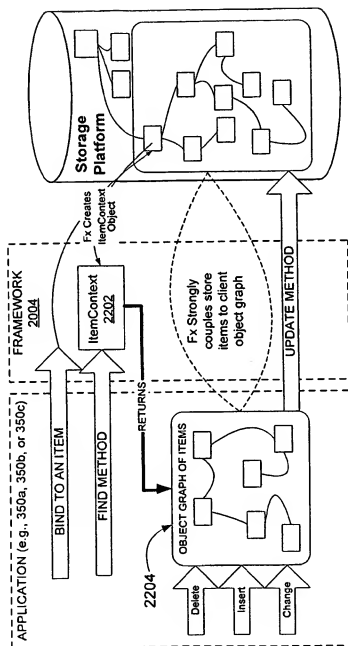 APPLICATION (e.g., 350a, 350b, or 350c)
BIND TO AN ITEM
FIND METHOD
FRAMEWORK
2004
ItemContext
2202
Fx Creates
ItemContext
Object
Storage
Platform
RETURNS
2204
OBJECT GRAPH OF ITEMS
Delete
Insert
Change
Fx Strongly
couples store
items to client
object graph
UPDATE METHOD